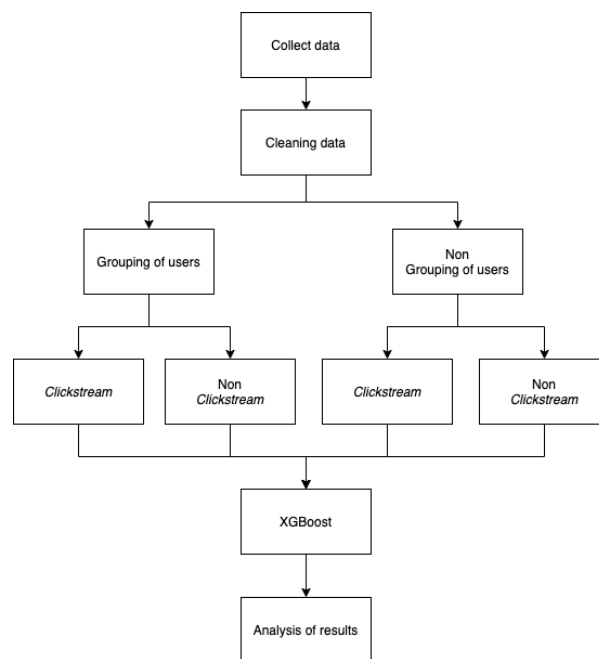 Collect data
Cleaning data
Grouping of users
Non
Grouping of users
Clickstream
Non
Clickstream
Clickstream
Non
Clickstream
XGBoost
Analysis of results